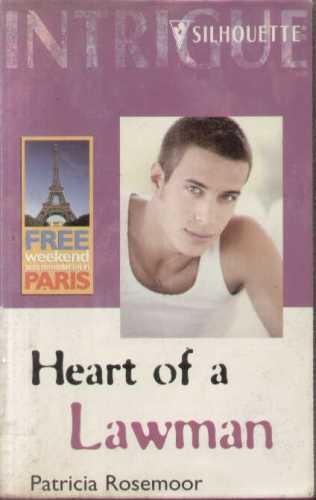 INTRIGUE
SILHOUETTE
FREE
weekend
PARIS
Heart of a
Lawman
Patricia Rosemoor